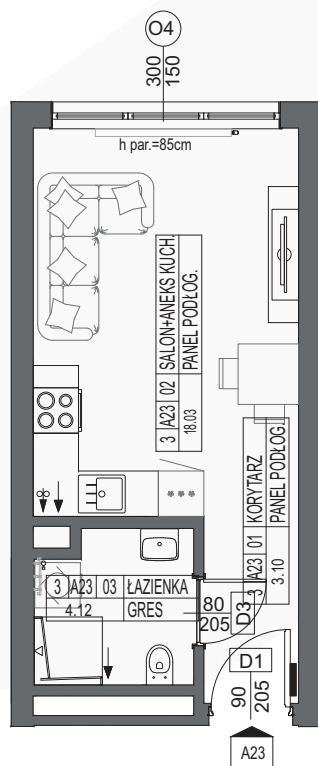 O4
300
150
h par.=85cm
3 A23 02 SALON+ANEKS KUCH.
18.03 PANEL PODŁOG.
3 A23 01 KORYTARZ
3.10 PANEL PODŁOG.
3 A23 03 ŁAZIENKA
4.12 GRES
80
205
D3
D1
90
205
A23